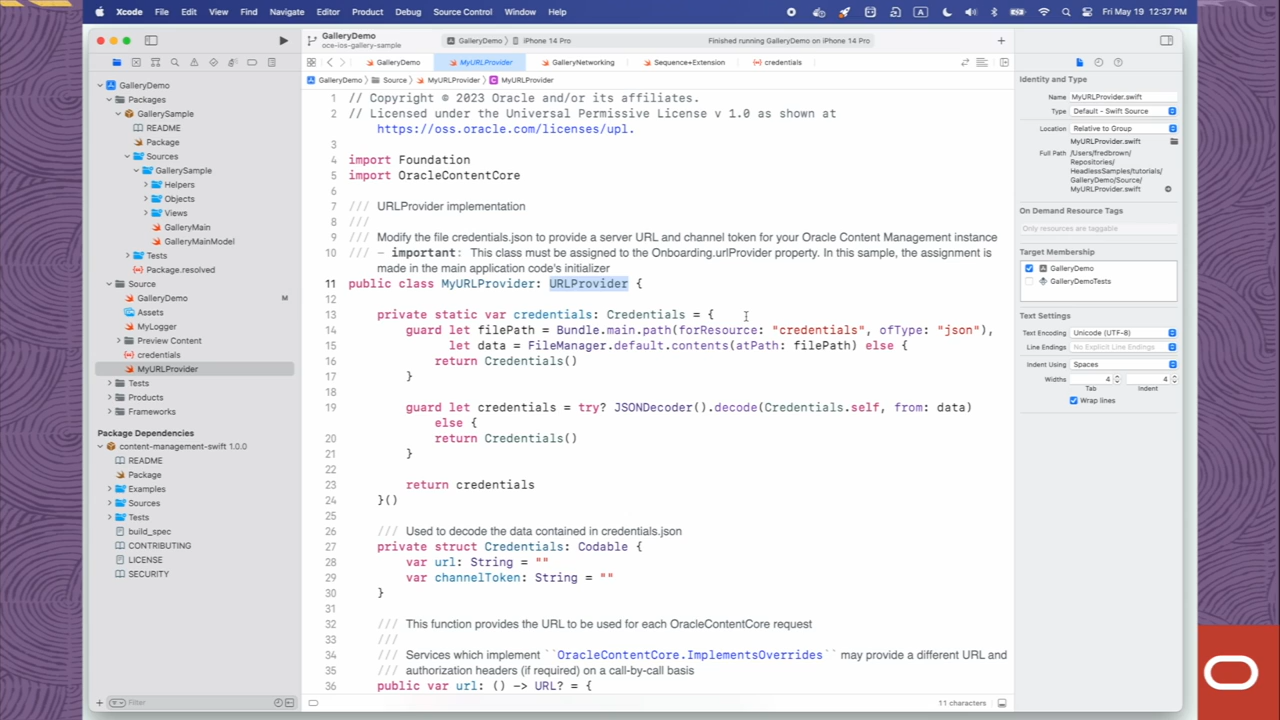 Xcode File Edit View Find Navigate Editor Product Debug Source Control Window Help
A
Fri May 19 12:37 PM
GalleryDemo
oce-ios-gallery-sample
GalleryDemo
iPhone 14 Pro
Finished running GalleryDemo on iPhone 14 Pro
GalleryDemo
MyURLProvider
GalleryNetworking
Sequence+Extension
credentials
GalleryDemo
Source
MyURLProvider
MyURLProvider
GalleryDemo
Packages
GallerySample
README
Package
Sources
GallerySample
Helpers
Objects
Views
GalleryMain
GalleryMainModel
Tests
Package.resolved
Source
GalleryDemo M
Assets
MyLogger
Preview Content
credentials
MyURLProvider
Tests
Products
Frameworks
Package Dependencies
content-management-swift 1.0.0
README
Package
Examples
Sources
Tests
build_spec
CONTRIBUTING
LICENSE
SECURITY
Filter
1 // Copyright © 2023 Oracle and/or its affiliates.
2 // Licensed under the Universal Permissive License v 1.0 as shown at
https://oss.oracle.com/licenses/upl.
3
4 import Foundation
5 import OracleContentCore
6
7 /// URLProvider implementation
8 ///
9 /// Modify the file credentials.json to provide a server URL and channel token for your Oracle Content Management instance
10 /// - important: This class must be assigned to the Onboarding.urlProvider property. In this sample, the assignment is
made in the main application code's initializer
11 public class MyURLProvider: URLProvider {
12
13 private static var credentials: Credentials = {
14 guard let filePath = Bundle.main.path(forResource: "credentials", ofType: "json"),
15 let data = FileManager.default.contents(atPath: filePath) else {
16 return Credentials()
17 }
18
19 guard let credentials = try? JSONDecoder().decode(Credentials.self, from: data)
else {
20 return Credentials()
21 }
22
23 return credentials
24 }()
25
26 /// Used to decode the data contained in credentials.json
27 private struct Credentials: Codable {
28 var url: String = ""
29 var channelToken: String = ""
30 }
31
32 /// This function provides the URL to be used for each OracleContentCore request
33 ///
34 /// Services which implement ``OracleContentCore.ImplementsOverrides`` may provide a different URL and
35 /// authorization headers (if required) on a call-by-call basis
36 public var url: () -> URL? = {
11 characters
Identity and Type
Name MyURLProvider.swift
Type Default - Swift Source
Location Relative to Group
MyURLProvider.swift
Full Path /Users/fredbrown/
Repositories/
HeadlessSamples/tutorials/
GalleryDemo/Source/
MyURLProvider.swift
On Demand Resource Tags
Only resources are taggable
Target Membership
GalleryDemo
GalleryDemoTests
Text Settings
Text Encoding Unicode (UTF-8)
Line Endings No Explicit Line Endings
Indent Using Spaces
Widths 4 4
Tab Indent
Wrap lines